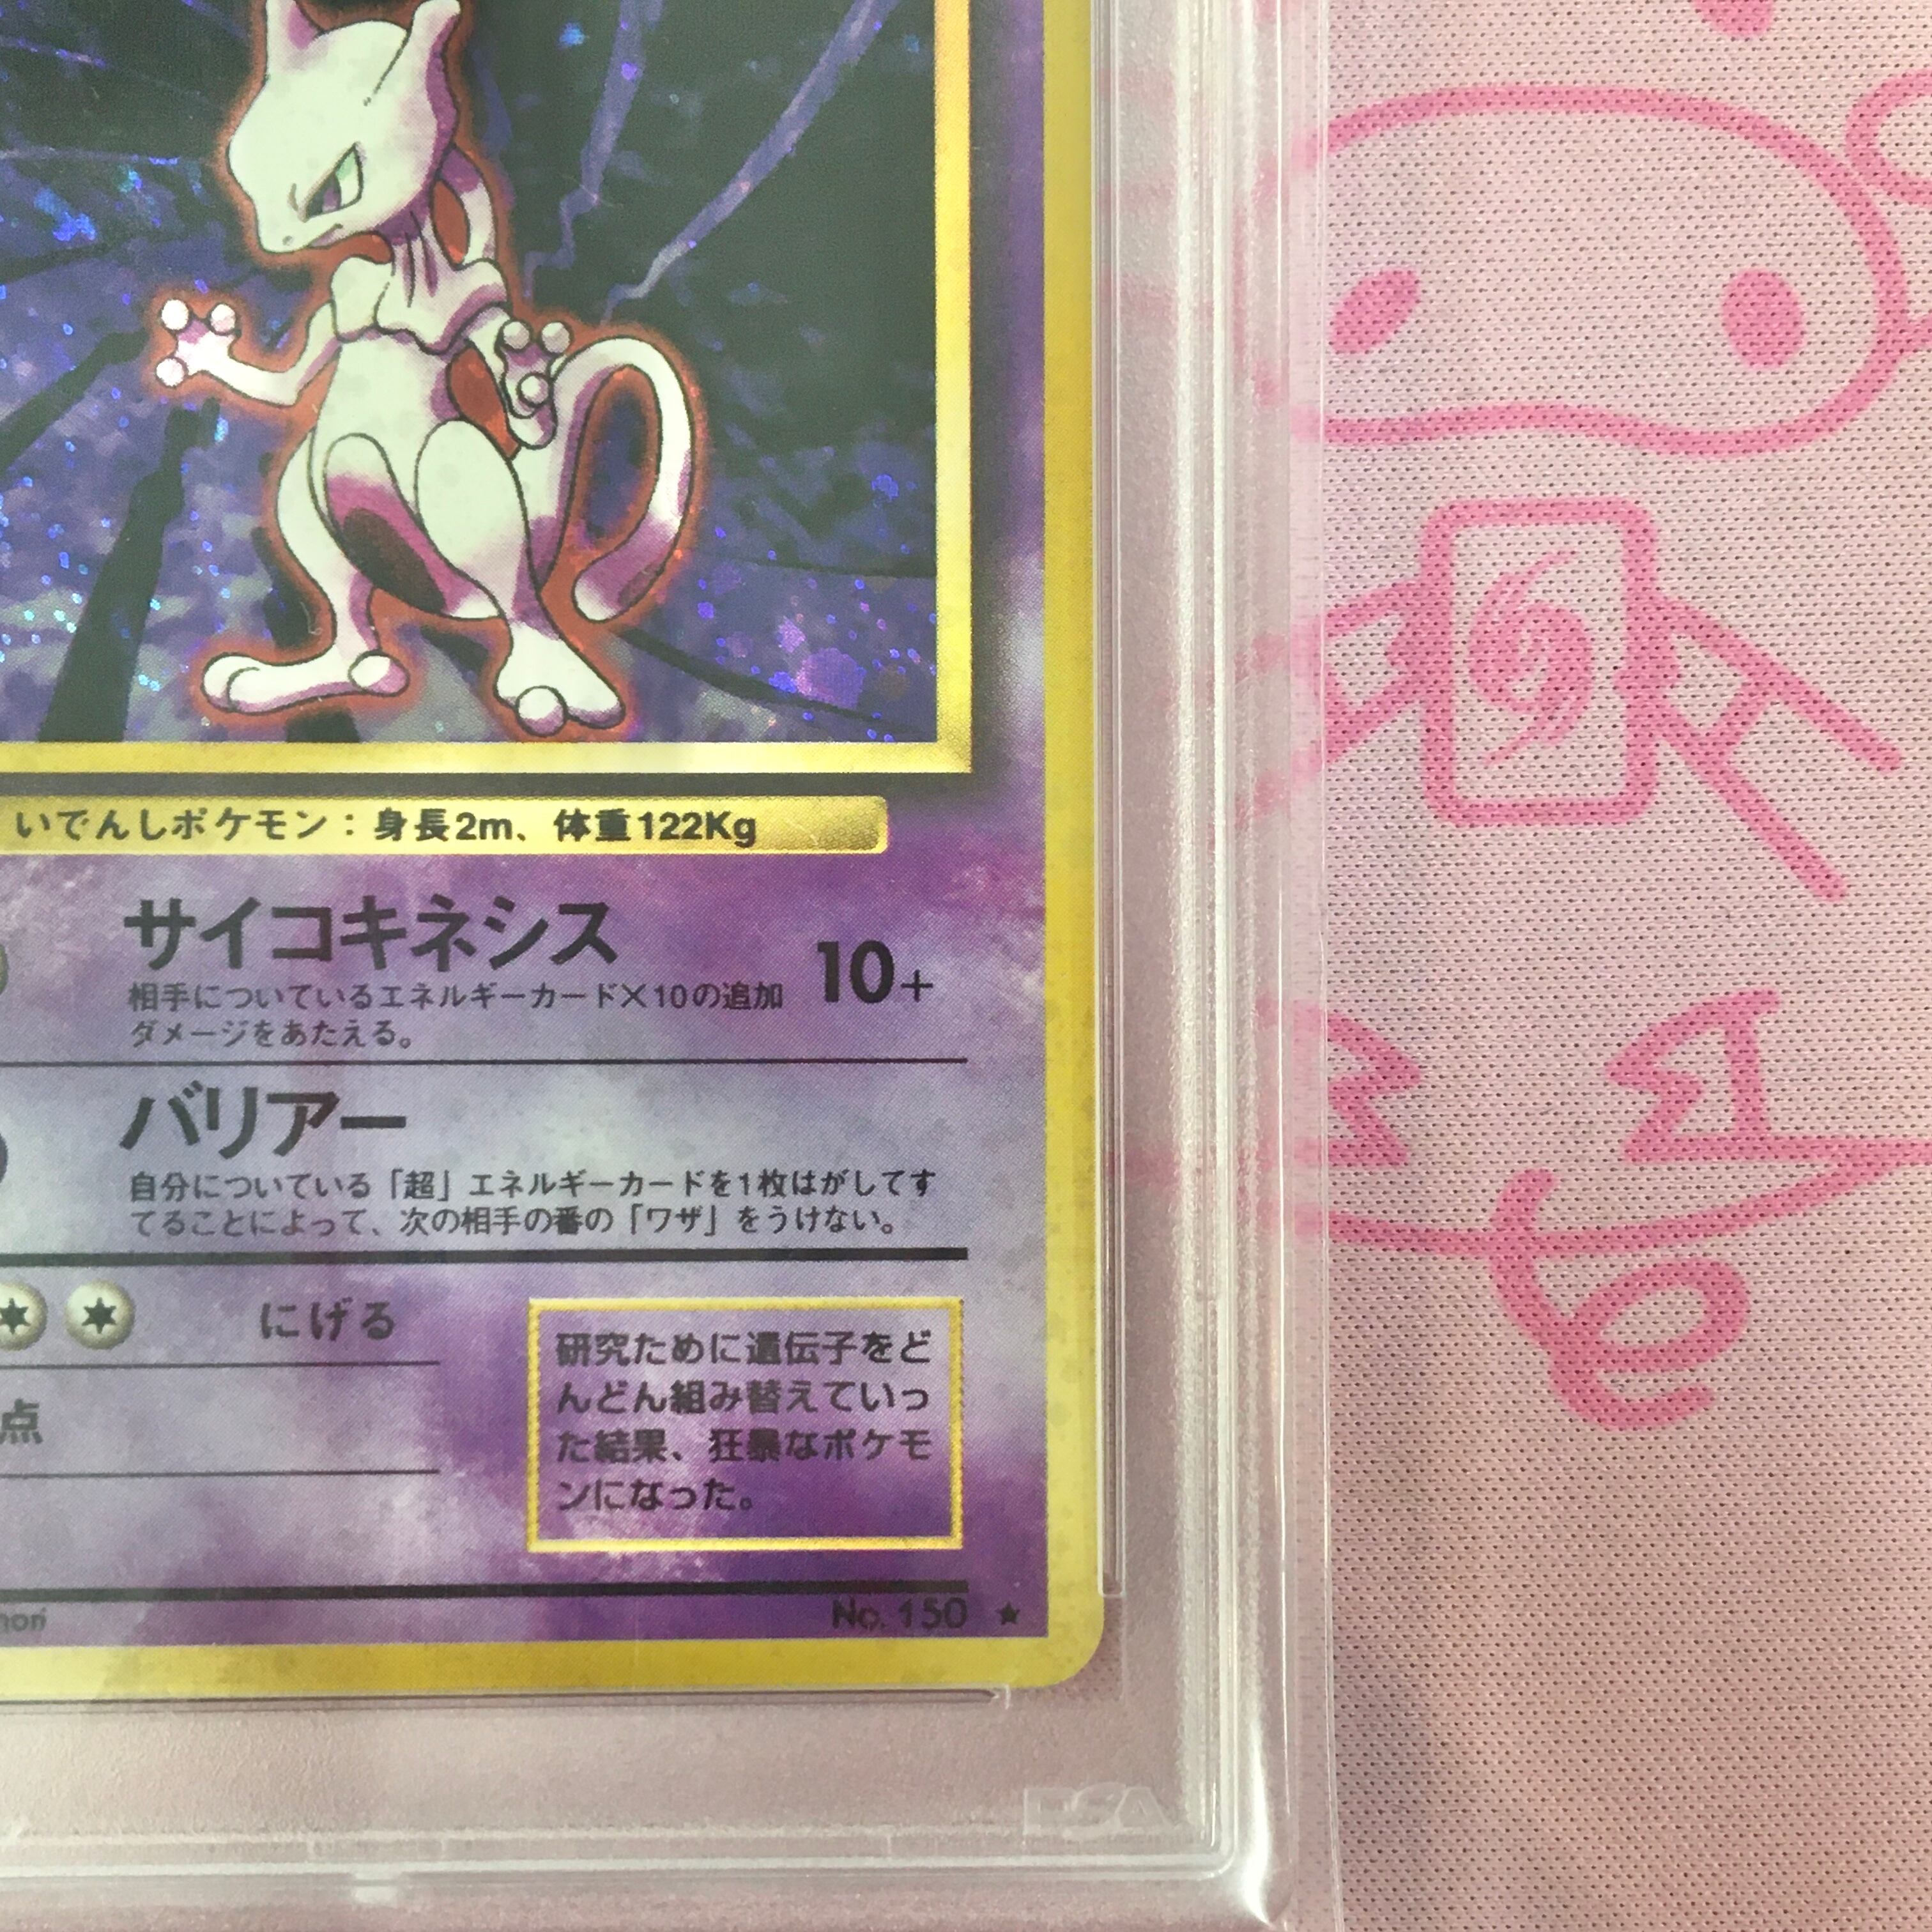 いでんしポケモン：身長2m、体重122Kg
サイコキネシス
10+
相手についているエネルギーカード×10の追加
ダメージをあたえる。
バリアー
自分についている「超」エネルギーカードを1枚はがしてす
てることによって、次の相手の番の「ワザ」をうけない。
にげる
点
研究ために遺伝子をど
んどん組み替えていっ
た結果、狂暴なポケモ
ンになった。
No. 150 ★
PSA